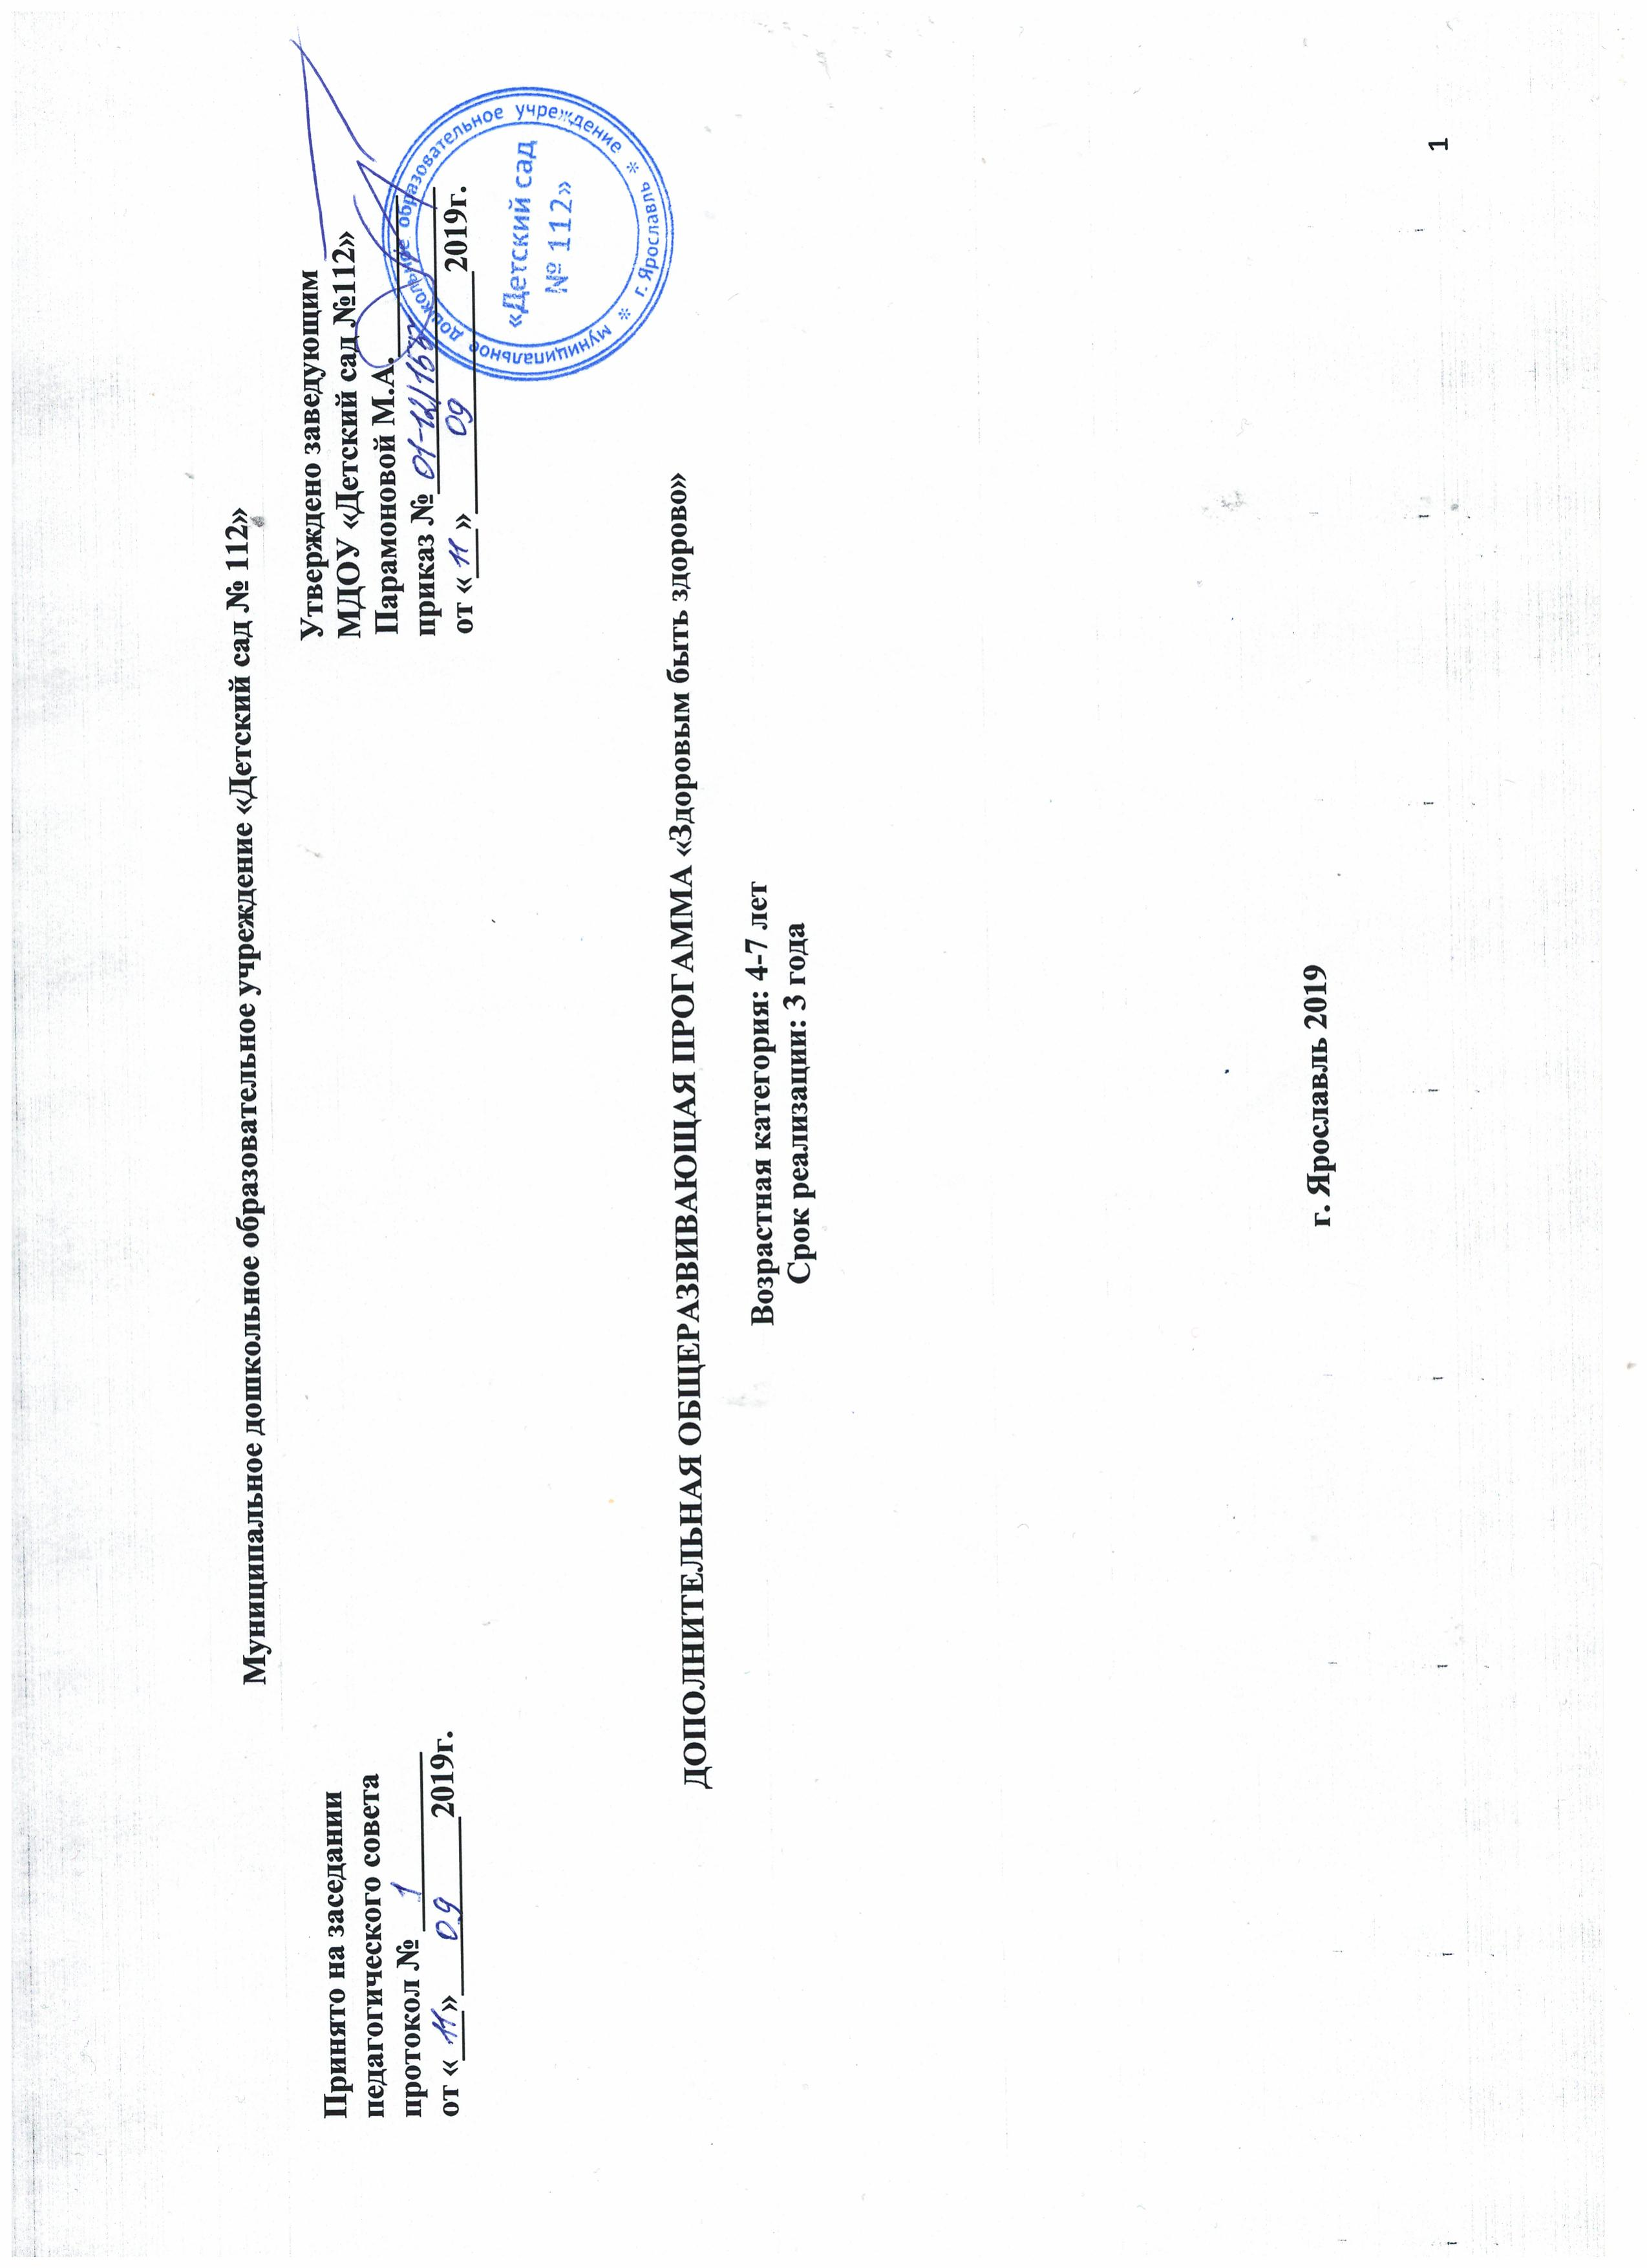 Муниципальное дошкольное образовательное учреждение «Детский сад № 112»
Принято на заседании
педагогического совета
протокол № 1
от «11» 09 2019г.
Утверждено заведующим
МДОУ «Детский сад №112»
Парамоновой М.А.
приказ № 01-12/
от «11» 09 2019г.
муниципальное дошкольное образовательное учреждение * г. Ярославль *
«Детский сад
№ 112»
ДОПОЛНИТЕЛЬНАЯ ОБЩЕРАЗВИВАЮЩАЯ ПРОГАММА «Здоровым быть здорово»
Возрастная категория: 4-7 лет
Срок реализации: 3 года
г. Ярославль 2019
1